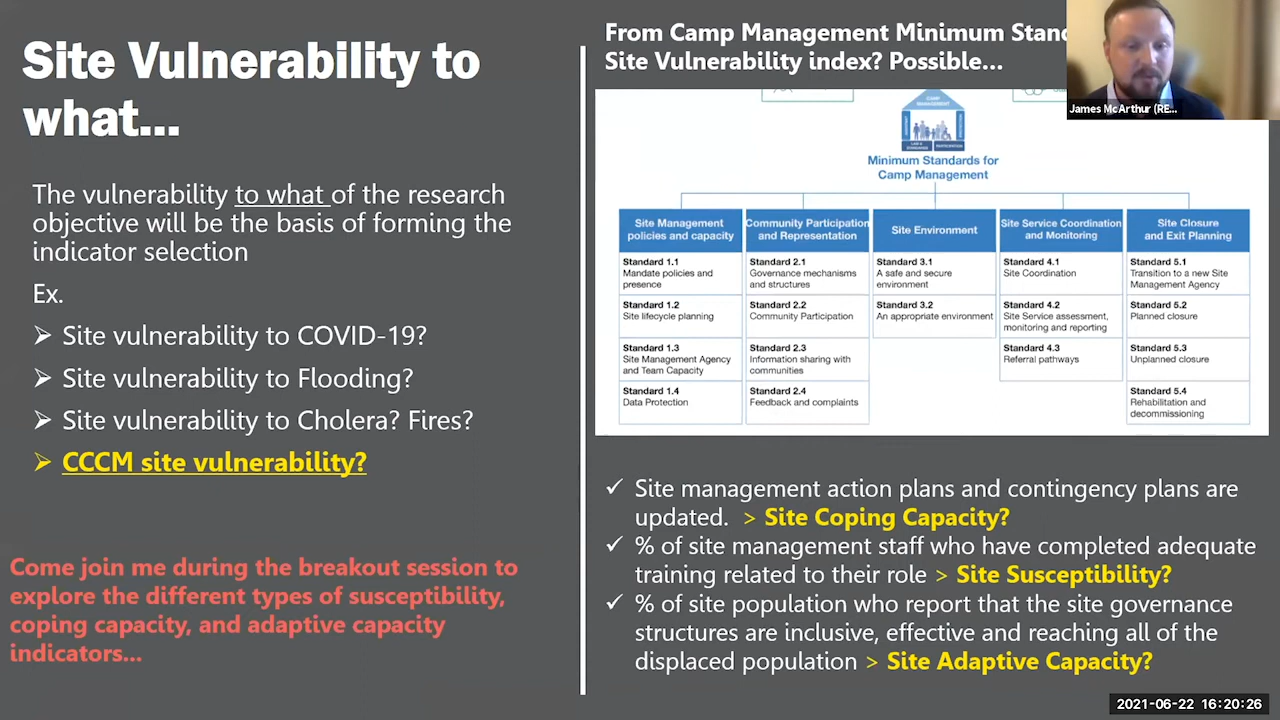 Site Vulnerability to
what...
The vulnerability to what of the research
objective will be the basis of forming the
indicator selection
Ex.
➢ Site vulnerability to COVID-19?
➢ Site vulnerability to Flooding?
➢ Site vulnerability to Cholera? Fires?
➢ CCCM site vulnerability?
Come join me during the breakout session to
explore the different types of susceptibility,
coping capacity, and adaptive capacity
indicators...
From Camp Management Minimum Stand
Site Vulnerability index? Possible...
CAMP
MANAGEMENT
PARTICIPATION
Minimum Standards for
Camp Management
Site Management
policies and capacity
Standard 1.1
Mandate policies and
presence
Standard 1.2
Site lifecycle planning
Standard 1.3
Site Management Agency
and Team Capacity
Standard 1.4
Data Protection
Community Participation
and Representation
Standard 2.1
Governance mechanisms
and structures
Standard 2.2
Community Participation
Standard 2.3
Information sharing with
communities
Standard 2.4
Feedback and complaints
Site Environment
Standard 3.1
A safe and secure
environment
Standard 3.2
An appropriate environment
Site Service Coordination
and Monitoring
Standard 4.1
Site Coordination
Standard 4.2
Site Service assessment,
monitoring and reporting
Standard 4.3
Referral pathways
Site Closure
and Exit Planning
Standard 5.1
Transition to a new Site
Management Agency
Standard 5.2
Planned closure
Standard 5.3
Unplanned closure
Standard 5.4
Rehabilitation and
decommissioning
✓ Site management action plans and contingency plans are
updated. > Site Coping Capacity?
✓ % of site management staff who have completed adequate
training related to their role > Site Susceptibility?
✓ % of site population who report that the site governance
structures are inclusive, effective and reaching all of the
displaced population > Site Adaptive Capacity?
James McArthur (RE...
2021-06-22 16:20:26